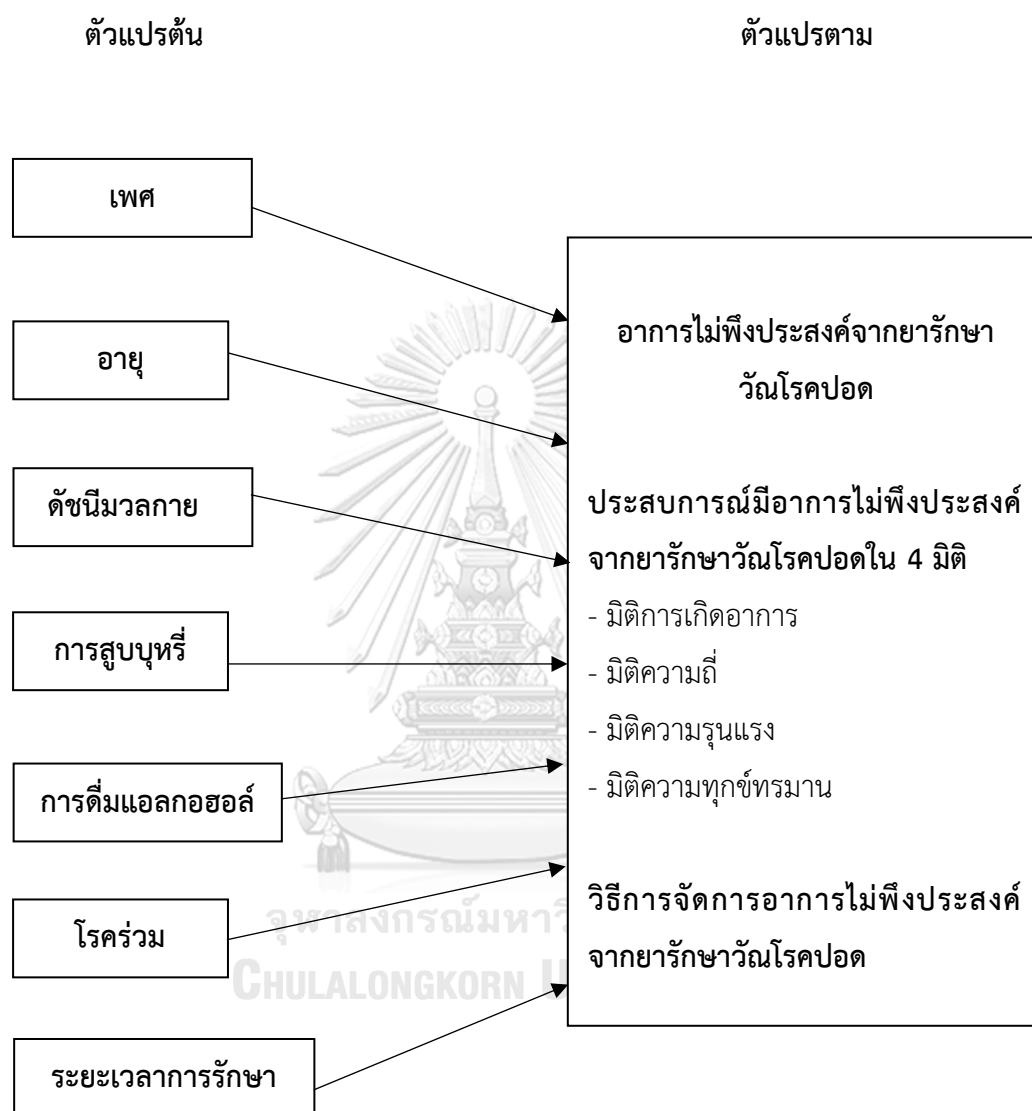 ตัวแปรต้น
ตัวแปรตาม
เพศ
อายุ
ดัชนีมวลกาย
การสูบบุหรี่
การดื่มแอลกอฮอล์
โรคร่วม
ระยะเวลาการรักษา
อาการไม่พึงประสงค์จากยารักษา
วัณโรคปอด
ประสบการณ์มีอาการไม่พึงประสงค์
จากยารักษาวัณโรคปอดใน 4 มิติ
- มิติการเกิดอาการ
- มิติความถี่
- มิติความรุนแรง
- มิติความทุกข์ทรมาน
วิธีการจัดการอาการไม่พึงประสงค์
จากยารักษาวัณโรคปอด
จุฬาลงกรณ์มหาวิ
CHULALONGKORN U